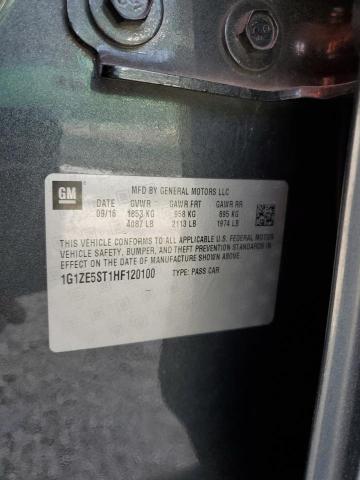 GM
MFD BY GENERAL MOTORS LLC
DATE GVWR GAWR FRT GAWR RR
09/16 1853 KG 958 KG 895 KG
4087 LB 2113 LB 1974 LB
THIS VEHICLE CONFORMS TO ALL APPLICABLE U.S. FEDERAL MOTOR
VEHICLE SAFETY, BUMPER, AND THEFT PREVENTION STANDARDS
IN EFFECT ON THE DATE OF MANUFACTURE SHOWN ABOVE.
1G1ZE5ST1HF120100 TYPE: PASS CAR